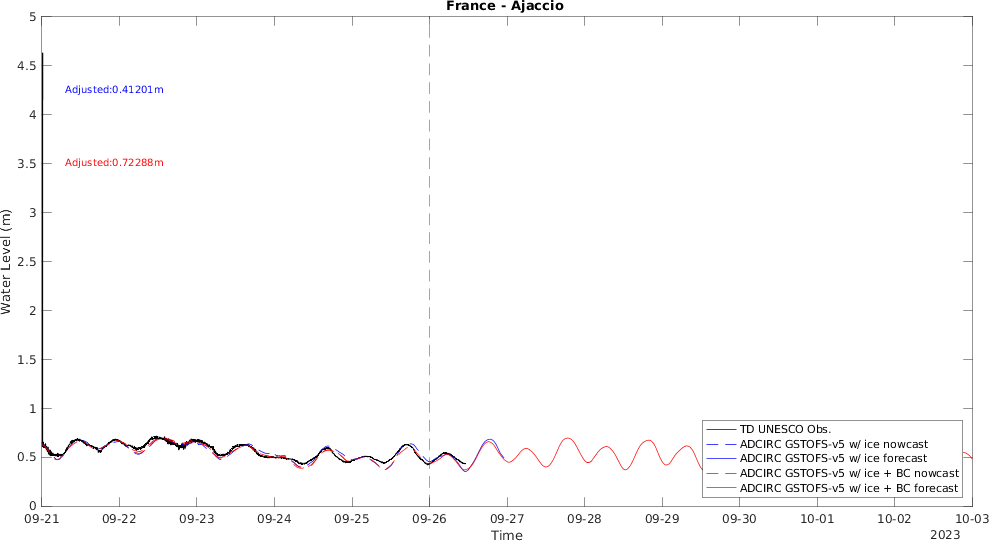 France - Ajaccio
5
4.5
4
3.5
3
2.5
2
1.5
1
0.5
0
Water Level (m)
Adjusted:0.41201m
Adjusted:0.72288m
TD UNESCO Obs.
ADCIRC GSTOFS-v5 w/ ice nowcast
ADCIRC GSTOFS-v5 w/ ice forecast
ADCIRC GSTOFS-v5 w/ ice + BC nowcast
ADCIRC GSTOFS-v5 w/ ice + BC forecast
09-21 09-22 09-23 09-24 09-25 09-26 09-27 09-28 09-29 09-30 10-01 10-02 10-03
Time
2023